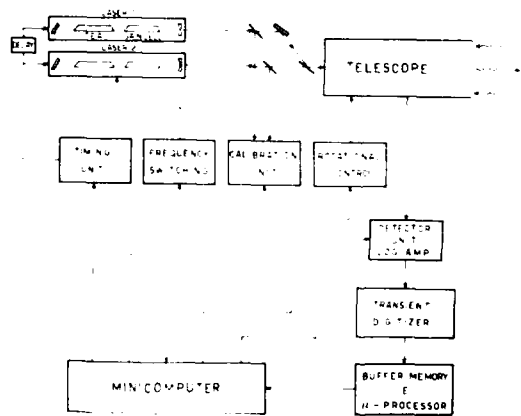 LASER
DELAY
LASER 2
TELESCOPE
TIMING
UNIT
FREQUENCY
SWITCHING
CALIBRATION
UNIT
ROTATIONAL
CONTROL
DETECTOR
UNIT
LOG AMP
TRANSIENT
DIGITIZER
MINICOMPUTER
BUFFER MEMORY
E
μ-PROCESSOR